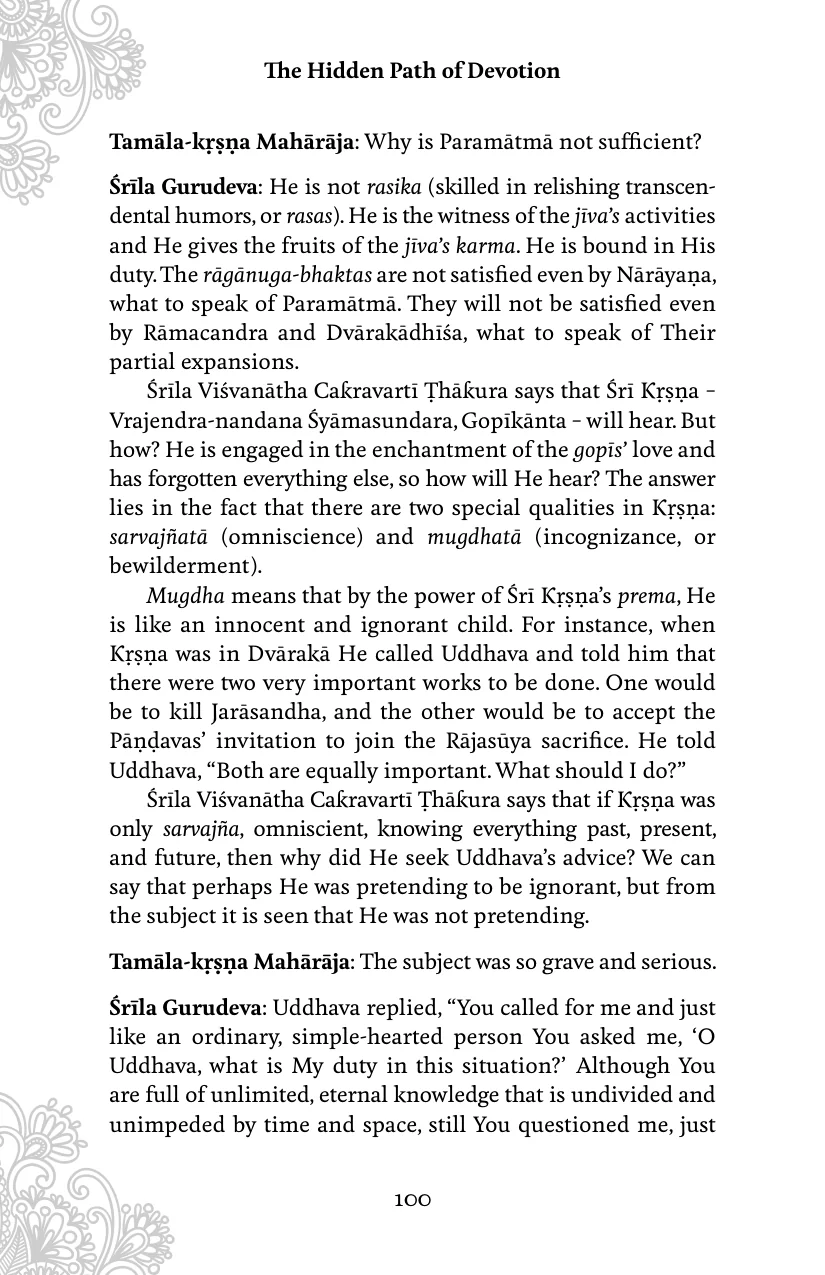 The Hidden Path of Devotion
Tamāla-kṛṣṇa Mahārāja: Why is Paramātmā not sufficient?
Śrīla Gurudeva: He is not rasika (skilled in relishing transcen-
dental humors, or rasas). He is the witness of the jīva’s activities
and He gives the fruits of the jīva’s karma. He is bound in His
duty. The rāgānuga-bhaktas are not satisfied even by Nārāyaṇa,
what to speak of Paramātmā. They will not be satisfied even
by Rāmacandra and Dvārakādhīśa, what to speak of Their
partial expansions.
Śrīla Viśvanātha Cakravartī Ṭhākura says that Śrī Kṛṣṇa –
Vrajendra-nandana Śyāmasundara, Gopīkānta – will hear. But
how? He is engaged in the enchantment of the gopīs’ love and
has forgotten everything else, so how will He hear? The answer
lies in the fact that there are two special qualities in Kṛṣṇa:
sarvajñatā (omniscience) and mugdhatā (incognizance, or
bewilderment).
Mugdha means that by the power of Śrī Kṛṣṇa’s prema, He
is like an innocent and ignorant child. For instance, when
Kṛṣṇa was in Dvārakā He called Uddhava and told him that
there were two very important works to be done. One would
be to kill Jarāsandha, and the other would be to accept the
Pāṇḍavas’ invitation to join the Rājasūya sacrifice. He told
Uddhava, “Both are equally important. What should I do?”
Śrīla Viśvanātha Cakravartī Ṭhākura says that if Kṛṣṇa was
only sarvajña, omniscient, knowing everything past, present,
and future, then why did He seek Uddhava’s advice? We can
say that perhaps He was pretending to be ignorant, but from
the subject it is seen that He was not pretending.
Tamāla-kṛṣṇa Mahārāja: The subject was so grave and serious.
Śrīla Gurudeva: Uddhava replied, “You called for me and just
like an ordinary, simple-hearted person You asked me, ‘O
Uddhava, what is My duty in this situation?’ Although You
are full of unlimited, eternal knowledge that is undivided and
unimpeded by time and space, still You questioned me, just
100